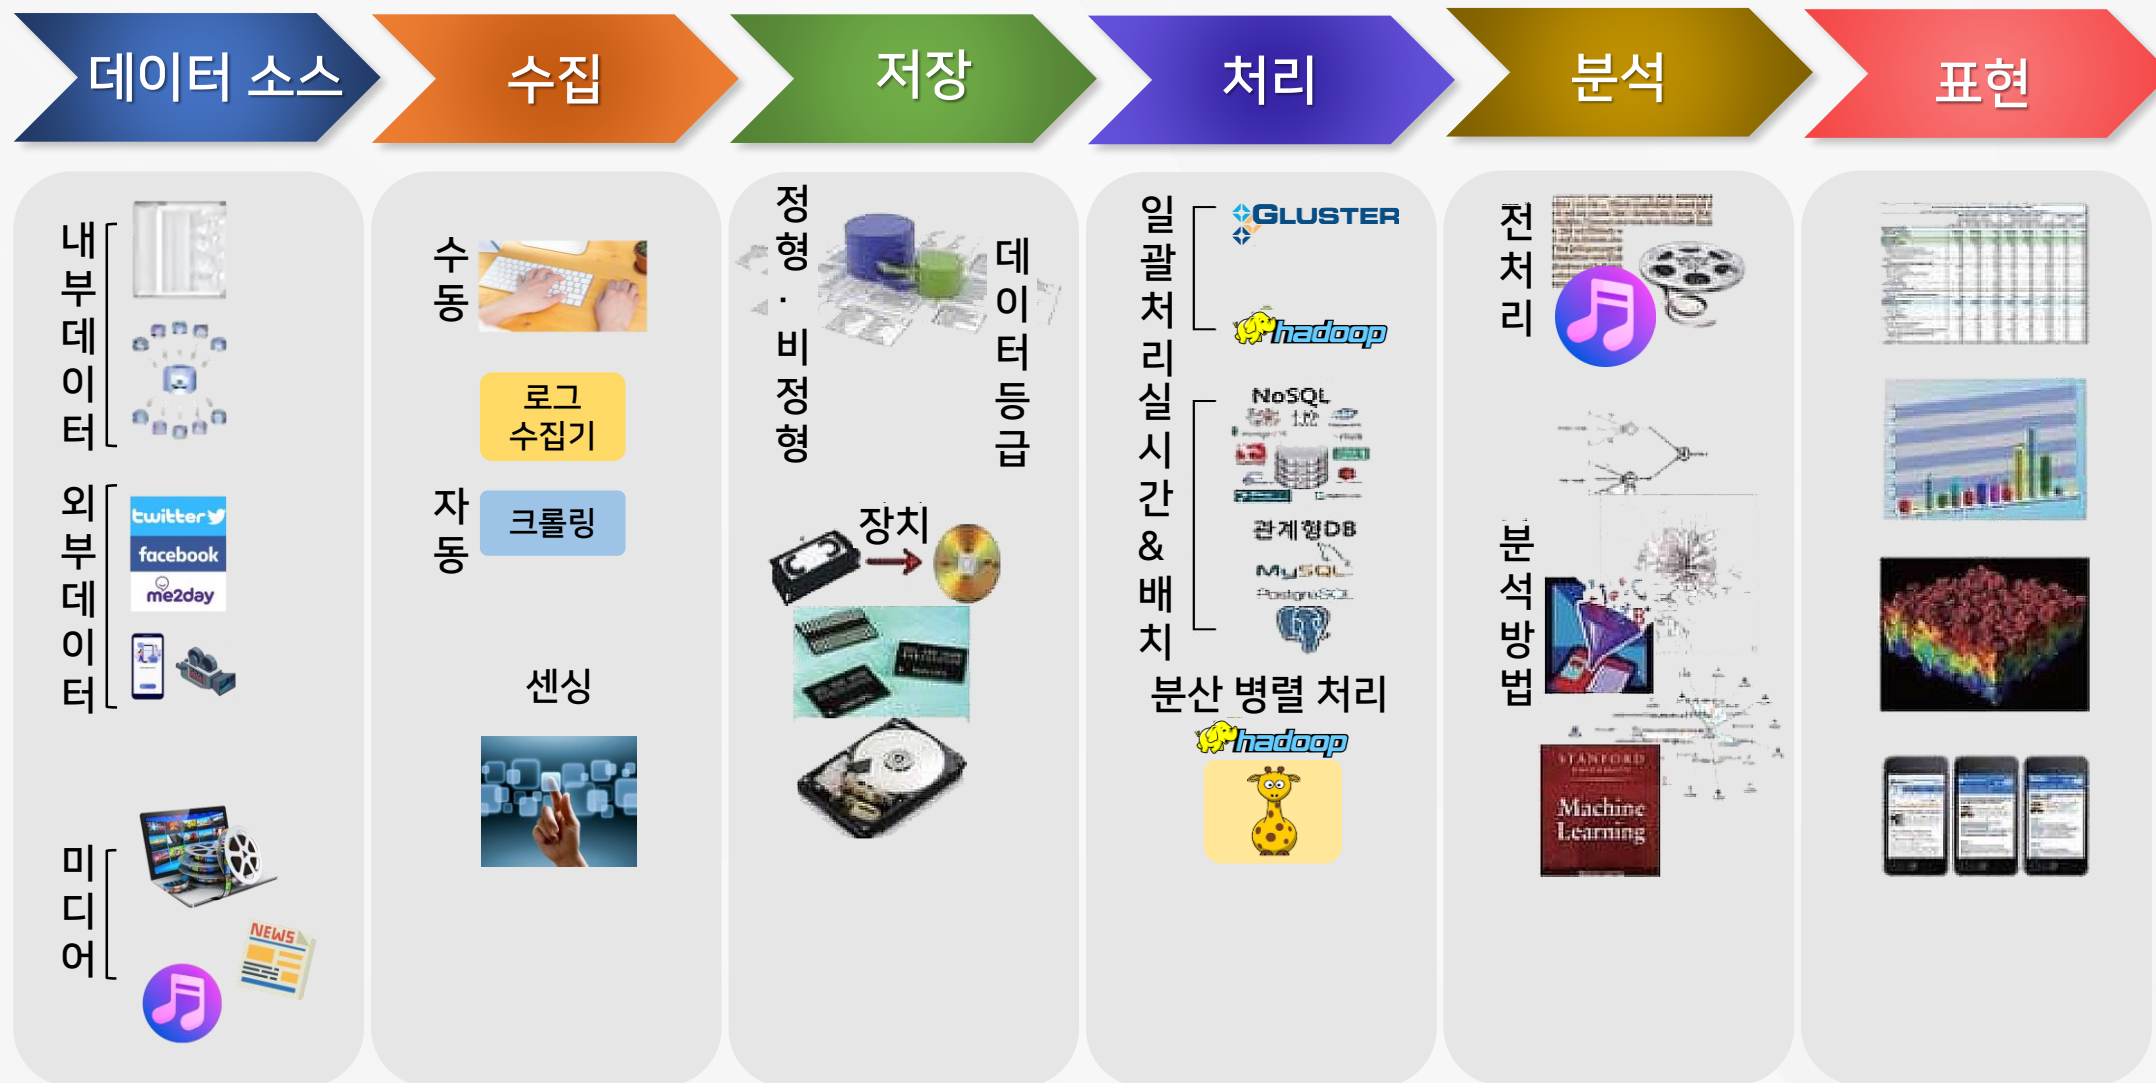 데이터 소스
수집
저장
처리
분석
표현
내부데이터
외부데이터
twitter
facebook
me2day
미디어
NEWS
수동
로그
수집기
자동
크롤링
센싱
정형·비정형
데이터등급
장치
일괄처리
GLUSTER
hadoop
실시간&배치
NoSQL
관계형DB
MySQL
PostgreSQL
분산 병렬 처리
hadoop
전처리
분석방법
STANFORD
Machine
Learning